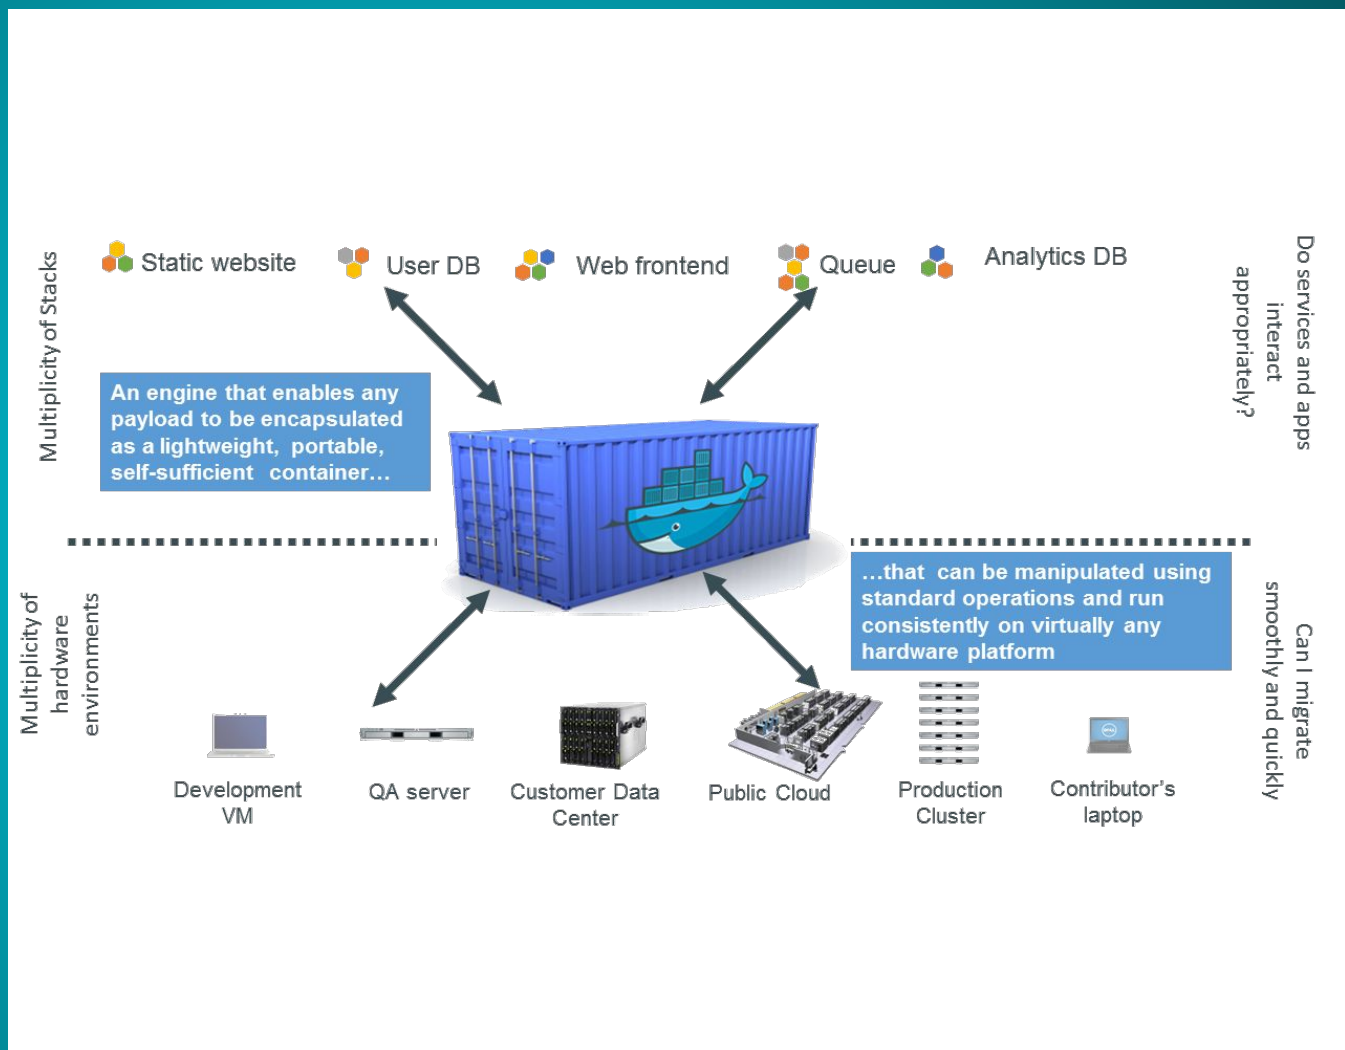 Multiplicity of Stacks
Static website
User DB
Web frontend
Queue
Analytics DB
Do services and apps
interact
appropriately?
An engine that enables any
payload to be encapsulated
as a lightweight, portable,
self-sufficient container…
…that can be manipulated using
standard operations and run
consistently on virtually any
hardware platform
Multiplicity of
hardware
environments
Can I migrate
smoothly and quickly
Development
VM
QA server
Customer Data
Center
Public Cloud
Production
Cluster
Contributor's
laptop